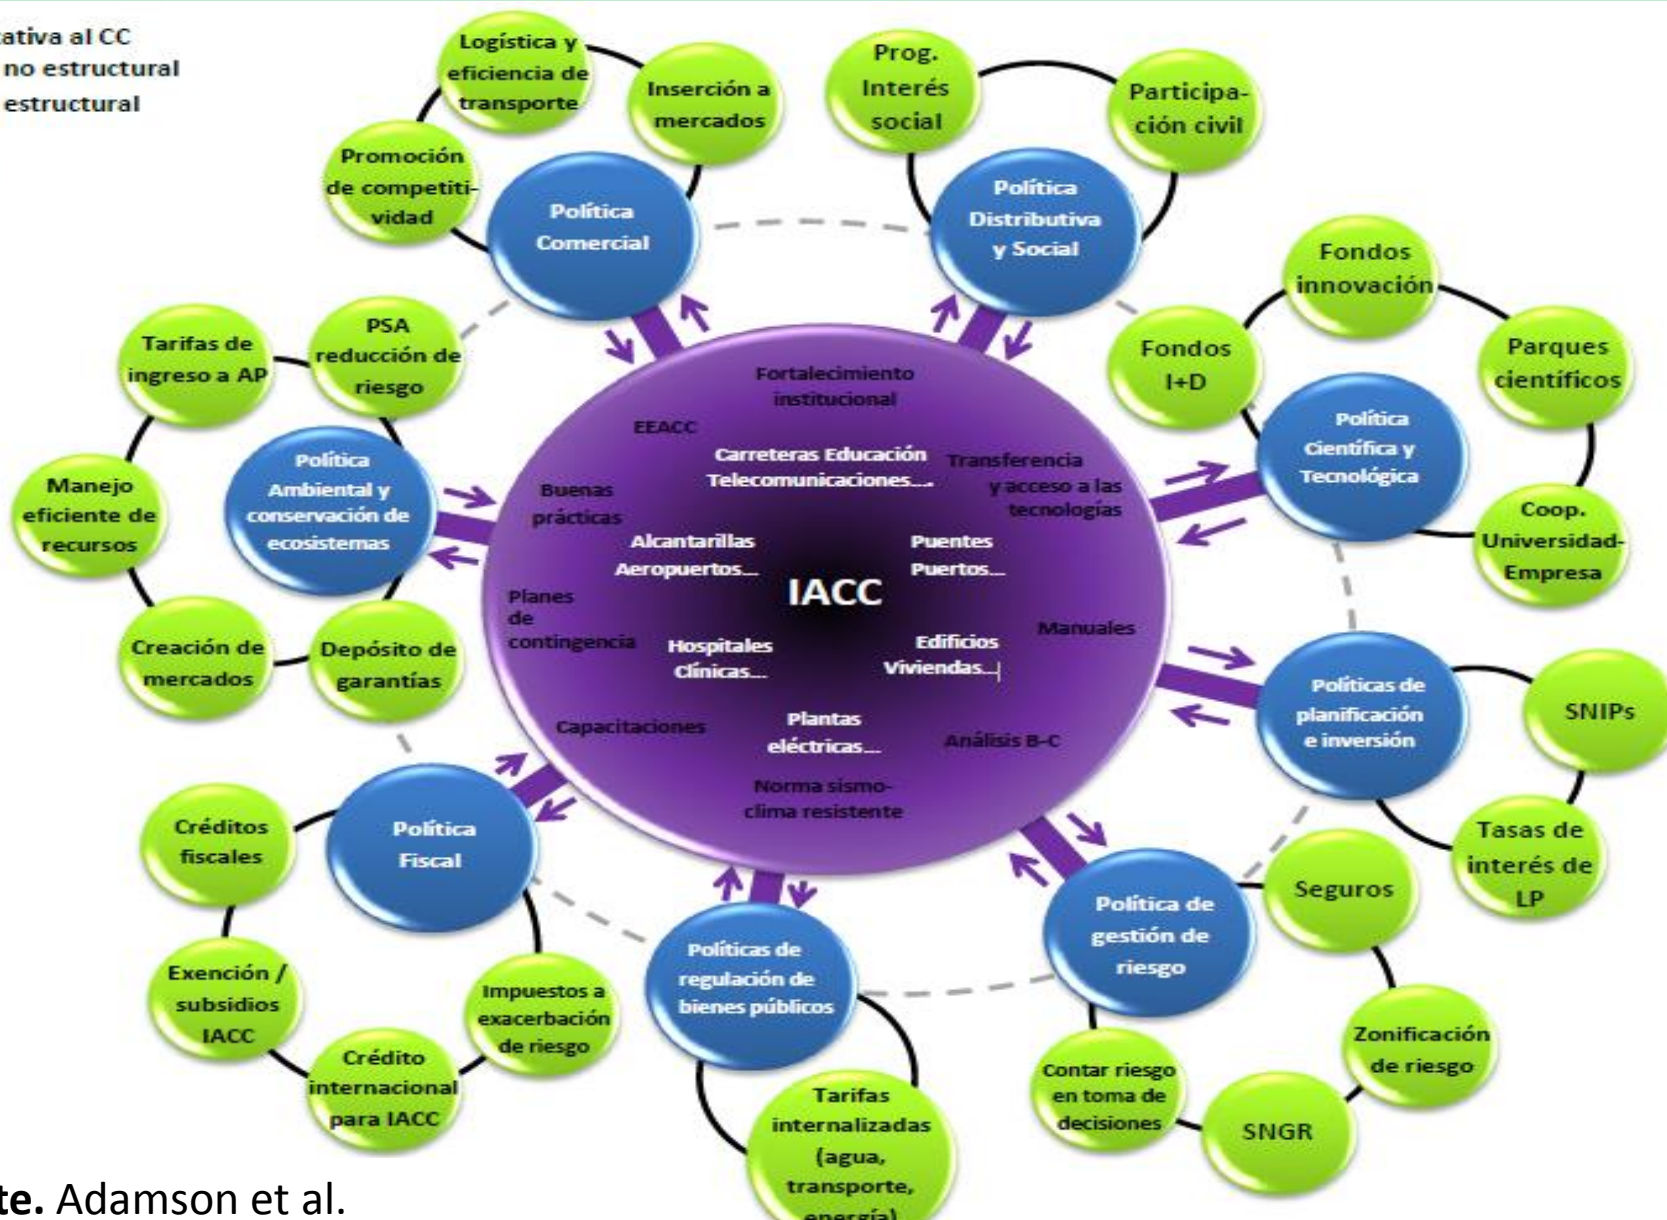 ativa al CC
no estructural
estructural
Logística y
eficiencia de
transporte
Inserción a
mercados
Promoción
de competiti-
vidad
Política
Comercial
Prog.
Interés
social
Participa-
ción civil
Política
Distributiva
y Social
Fondos
innovación
Fondos
I+D
Parques
científicos
Coop.
Universidad-
Empresa
Política
Científica y
Tecnológica
Tarifas de
ingreso a AP
PSA
reducción de
riesgo
Manejo
eficiente de
recursos
Creación de
mercados
Depósito de
garantías
Política
Ambiental y
conservación de
ecosistemas
Fortalecimiento
institucional
EEACC
Carreteras Educación
Telecomunicaciones...
Transferencia
y acceso a las
tecnologías
Buenas
prácticas
Alcantarillas
Aeropuertos...
Puentes
Puertos...
IACC
Planes
de
contingencia
Hospitales
Clínicas...
Edificios
Viviendas...
Manuales
Capacitaciones
Plantas
eléctricas...
Análisis B-C
Norma sismo-
clima resistente
Políticas de
planificación
e inversión
SNIPs
Tasas de
interés de
LP
Política
Fiscal
Créditos
fiscales
Exención /
subsidios
IACC
Crédito
internacional
para IACC
Impuestos a
exacerbación
de riesgo
Políticas de
regulación de
bienes públicos
Tarifas
internalizadas
(agua,
transporte,
energía)
Política de
gestión de
riesgo
Seguros
Zonificación
de riesgo
SNGR
Contar riesgo
en toma de
decisiones
te. Adamson et al.